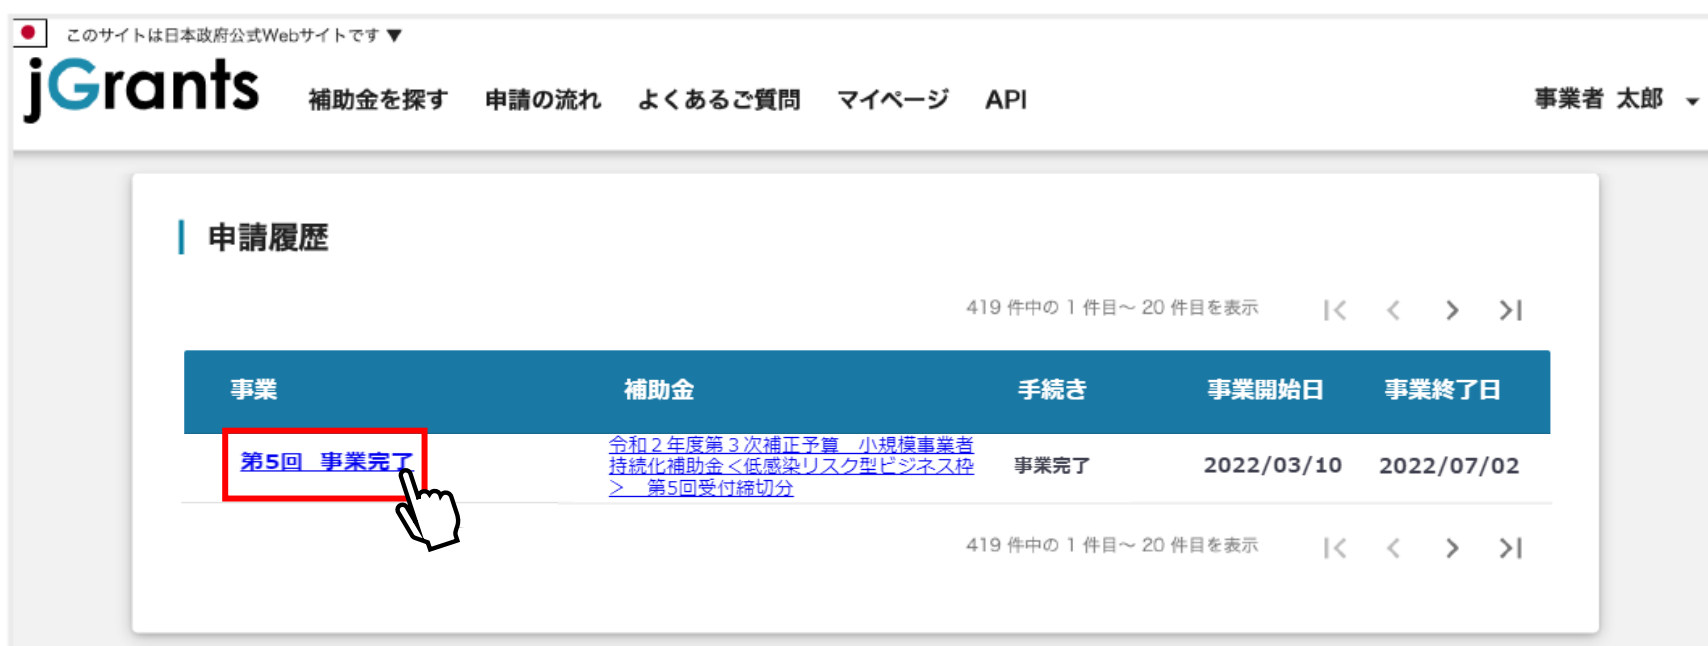 このサイトは日本政府公式Webサイトです ▼
jGrants 補助金を探す 申請の流れ よくあるご質問 マイページ API 事業者 太郎
申請履歴
419 件中の 1 件目～ 20 件目を表示
事業 補助金 手続き 事業開始日 事業終了日
第5回 事業完了
令和２年度第３次補正予算 小規模事業者
持続化補助金＜低感染リスク型ビジネス枠
＞ 第5回受付締切分
事業完了 2022/03/10 2022/07/02
419 件中の 1 件目～ 20 件目を表示